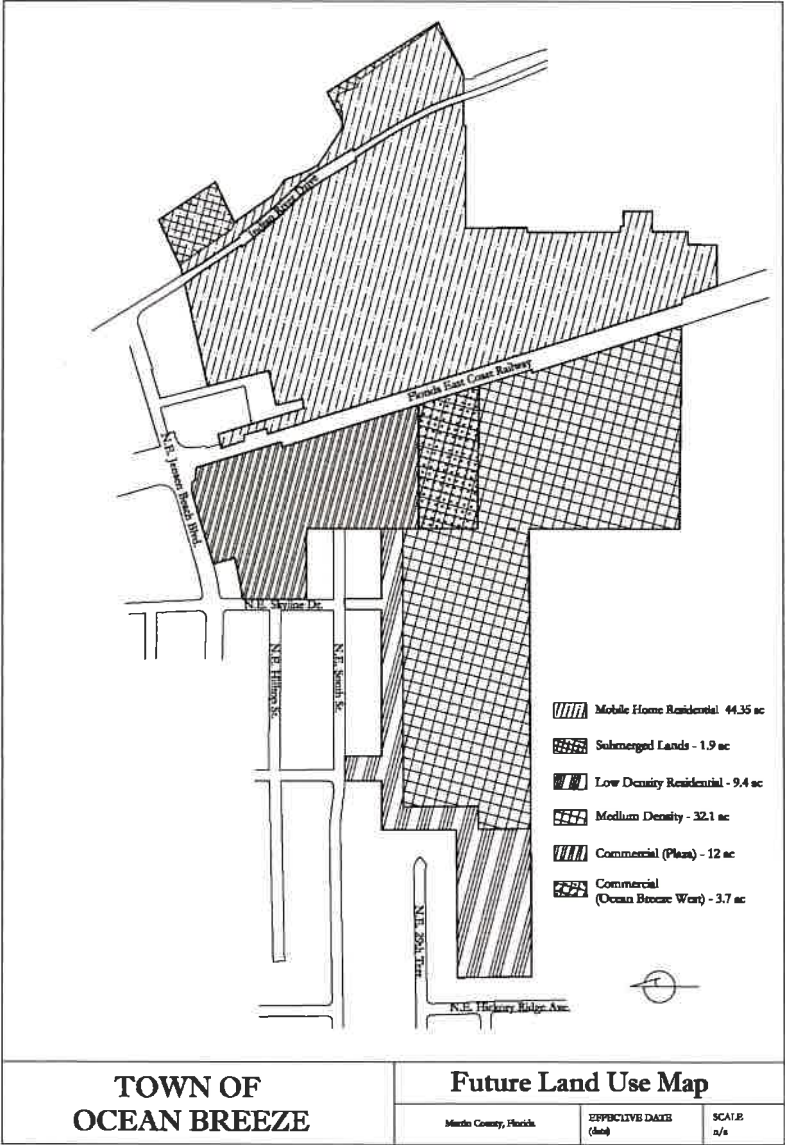 Indian River Drive
Florida East Coast Railway
N.E. Jensen Beach Blvd.
N.E. Skyline Dr.
N.E. Hilltop St.
N.E. South St.
Mobile Home Residential 44.35 ac
Submerged Lands - 1.9 ac
Low Density Residential - 9.4 ac
Medium Density - 32.1 ac
Commercial (Plaza) - 12 ac
Commercial
(Ocean Breeze West) - 3.7 ac
N.E. 29th Terr
N.E. Hickory Ridge Ave.
TOWN OF
OCEAN BREEZE
Future Land Use Map
Martin County, Florida
EFFECTIVE DATE
(date)
SCALE
n/a